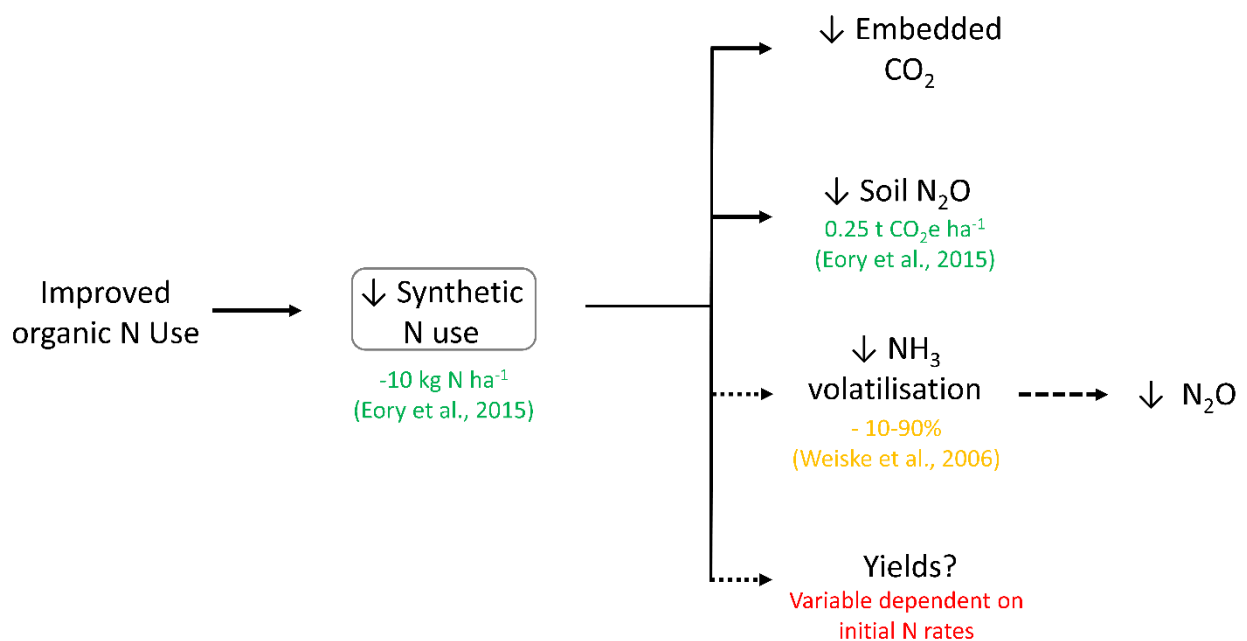 Improved
organic N Use
↓ Synthetic
N use
-10 kg N ha⁻¹
(Eory et al., 2015)
↓ Embedded
CO₂
↓ Soil N₂O
0.25 t CO₂e ha⁻¹
(Eory et al., 2015)
↓ NH₃
volatilisation
- 10-90%
(Weiske et al., 2006)
↓ N₂O
Yields?
Variable dependent on
initial N rates